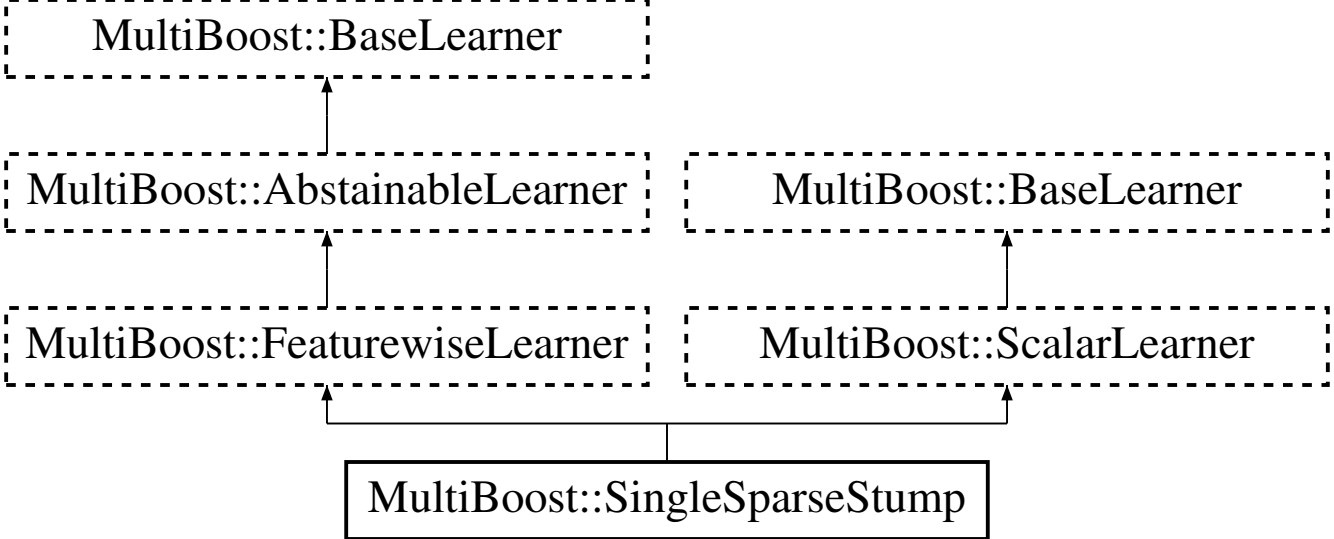 MultiBoost::BaseLearner
MultiBoost::AbstainableLearner
MultiBoost::BaseLearner
MultiBoost::FeaturewiseLearner
MultiBoost::ScalarLearner
MultiBoost::SingleSparseStump